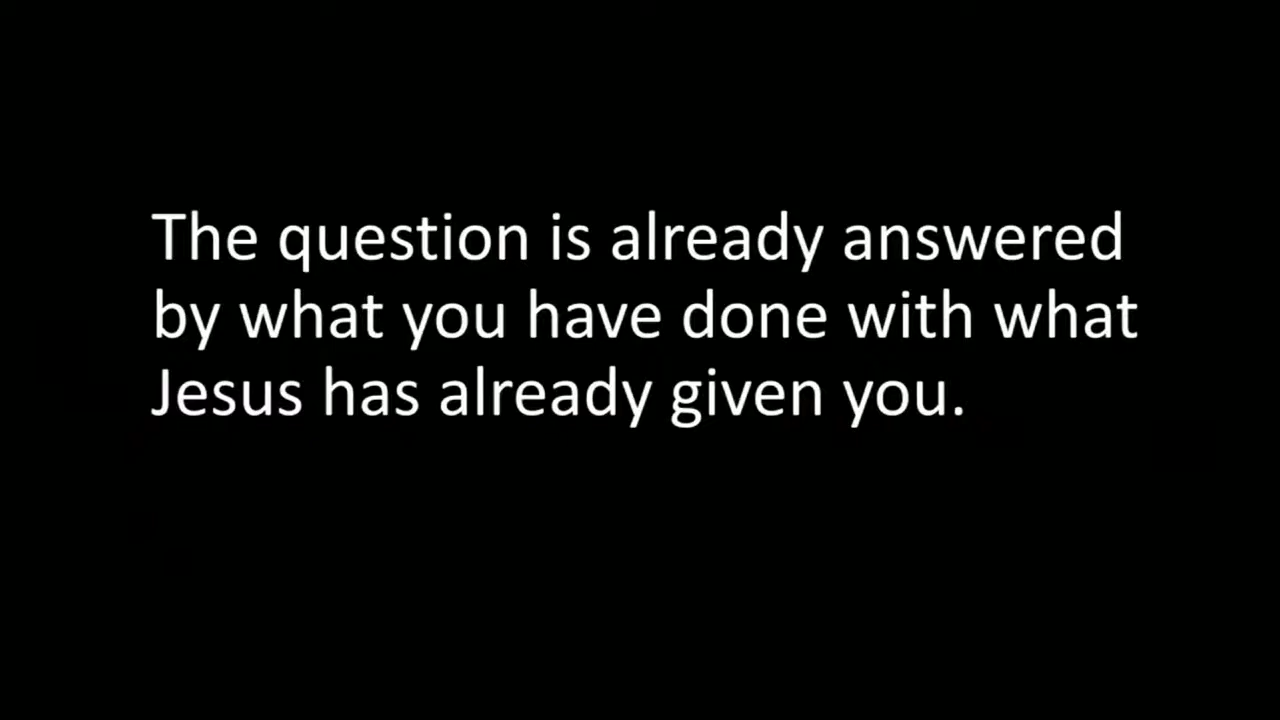 The question is already answered
by what you have done with what
Jesus has already given you.